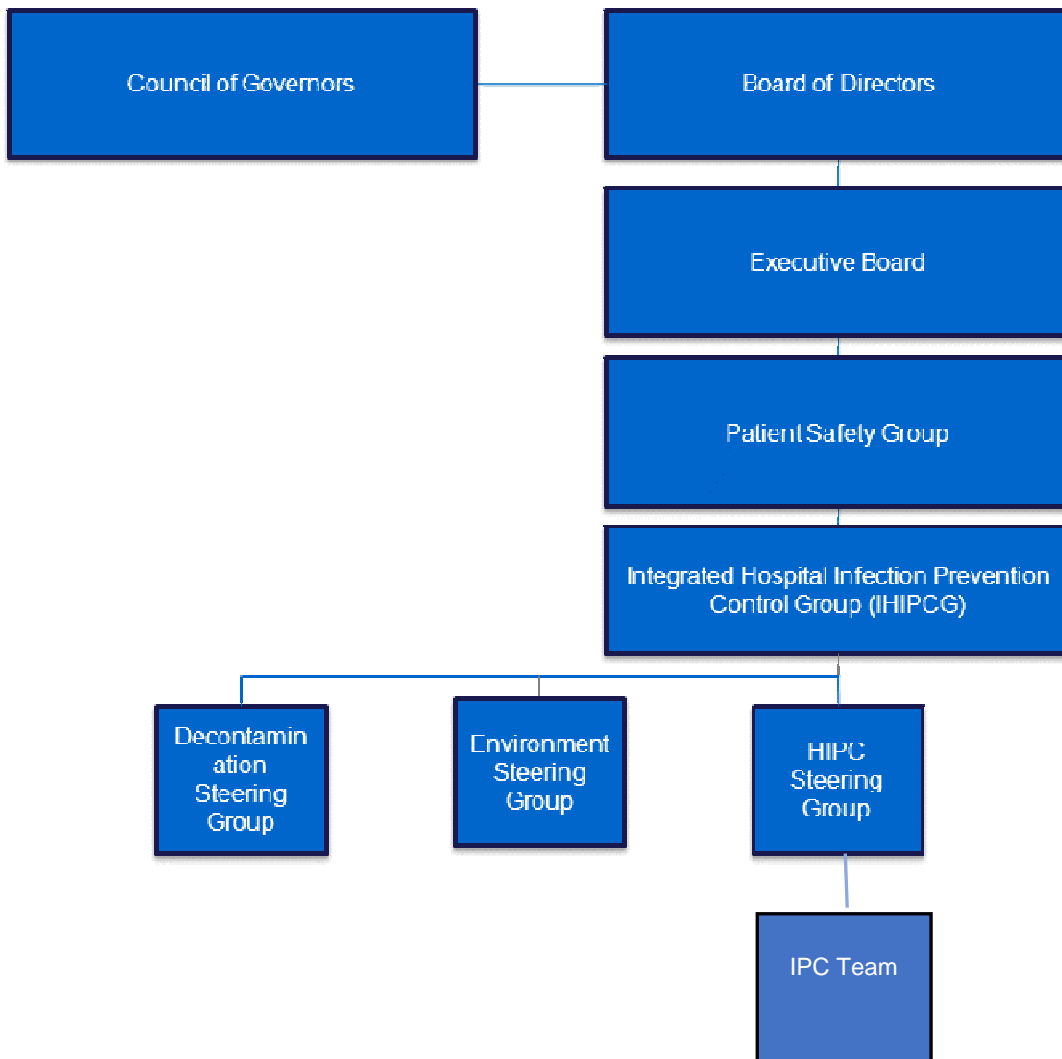 Council of Governors
Board of Directors
Executive Board
Patient Safety Group
Integrated Hospital Infection Prevention
Control Group (IHIPCG)
Decontamin
ation
Steering
Group
Environment
Steering
Group
HIPC
Steering
Group
IPC Team